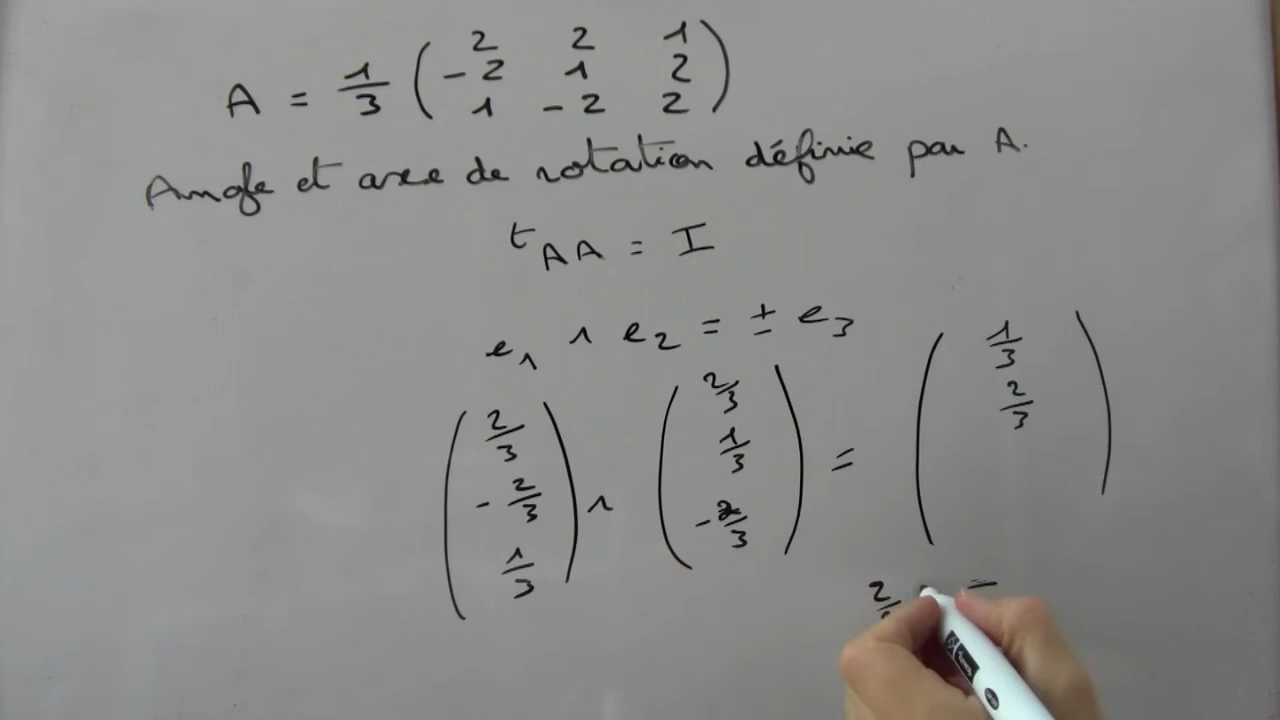 A = 1/3 ( 2 2 1
-2 1 2
1 -2 2 )
Angle et axe de rotation définie par A.
ᵗAA = I
e₁ ∧ e₂ = ± e₃
( 2/3 -2/3 1/3 ) ∧ ( 2/3 1/3 -2/3 ) = ( 1/3 2/3 )